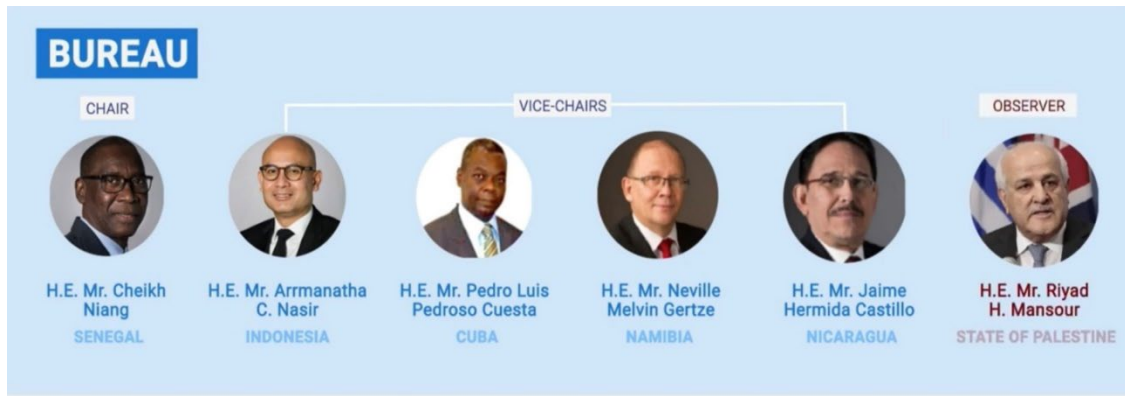 BUREAU
CHAIR
VICE-CHAIRS
OBSERVER
H.E. Mr. Cheikh
Niang
SENEGAL
H.E. Mr. Arrmanatha
C. Nasir
INDONESIA
H.E. Mr. Pedro Luis
Pedroso Cuesta
CUBA
H.E. Mr. Neville
Melvin Gertze
NAMIBIA
H.E. Mr. Jaime
Hermida Castillo
NICARAGUA
H.E. Mr. Riyad
H. Mansour
STATE OF PALESTINE